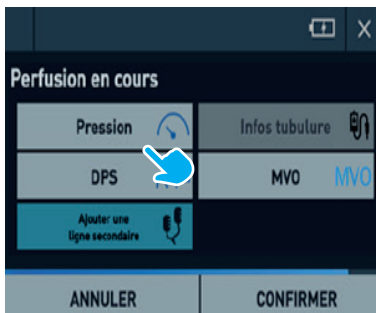 X
Perfusion en cours
Pression
Infos tubulure
DPS
MVO MVO
Ajouter une
ligne secondaire
ANNULER
CONFIRMER